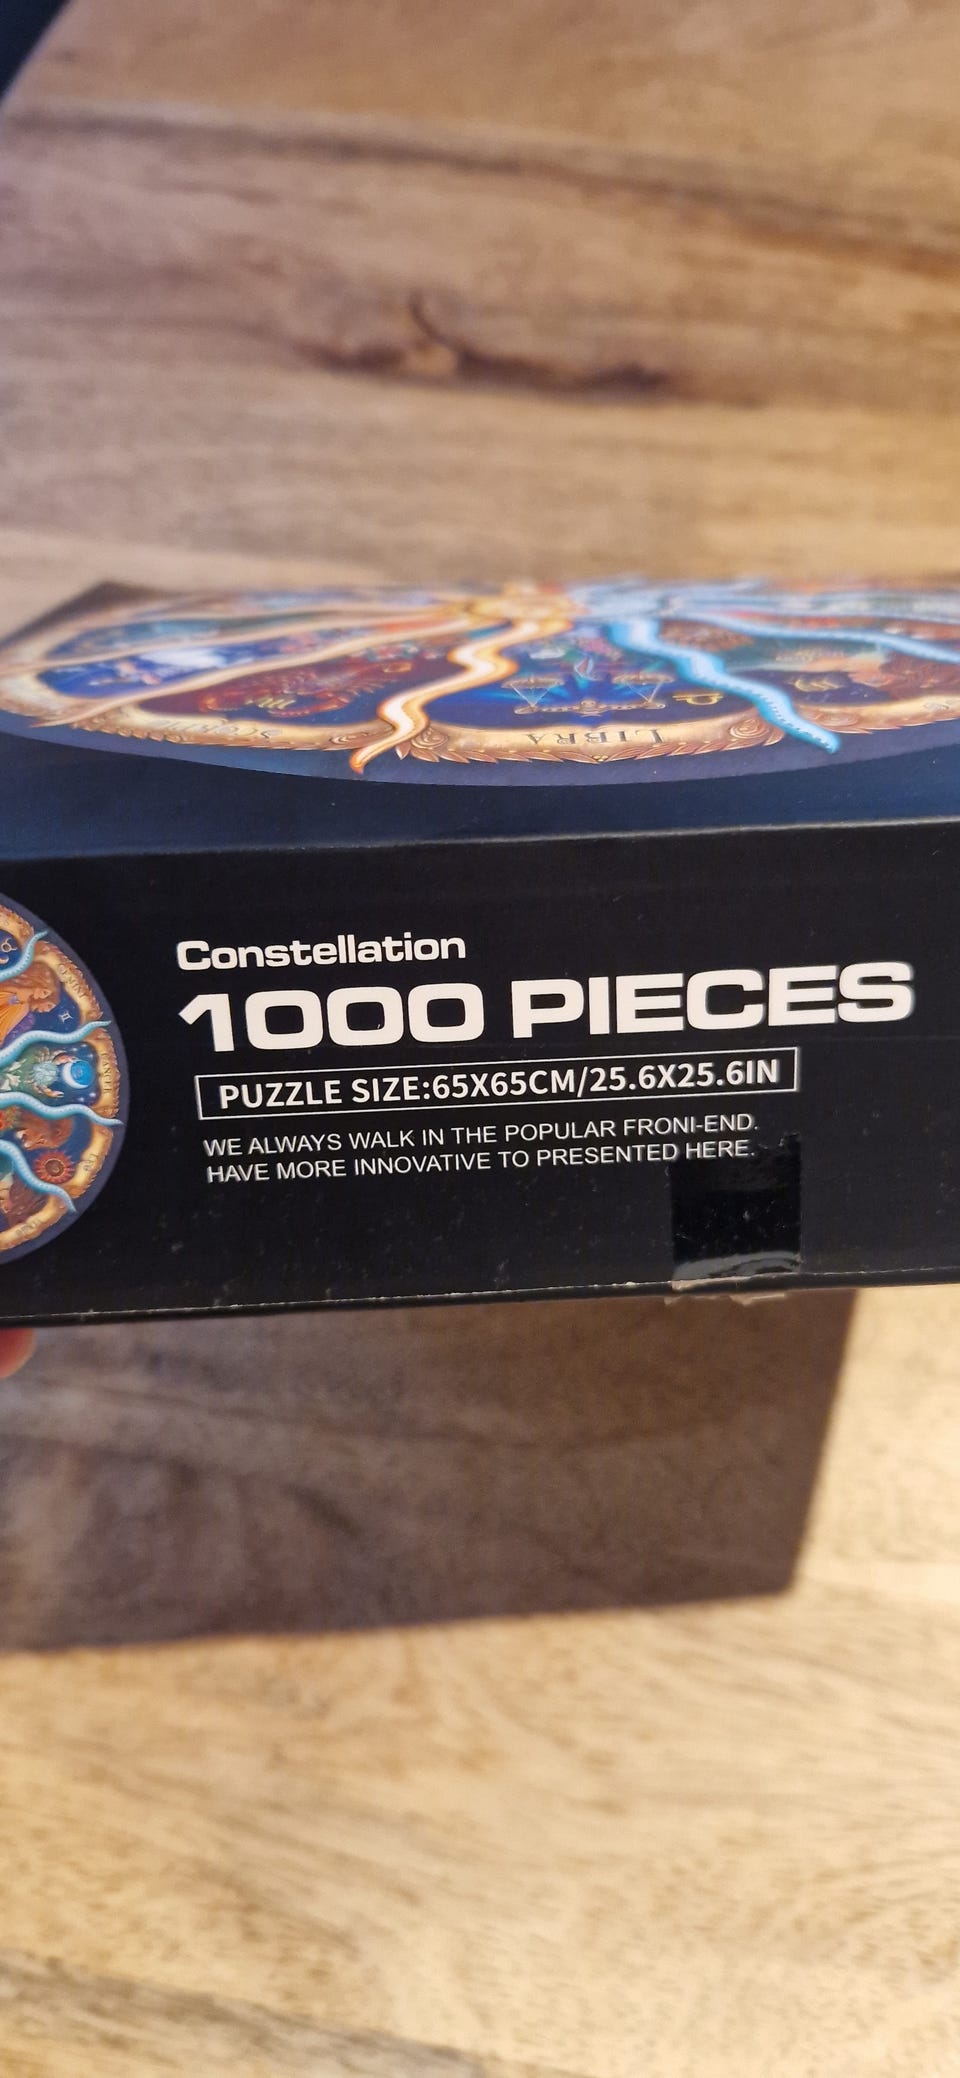 LIBRA
Constellation
1000 PIECES
PUZZLE SIZE:65X65CM/25.6X25.6IN
WE ALWAYS WALK IN THE POPULAR FRONI-END.
HAVE MORE INNOVATIVE TO PRESENTED HERE.